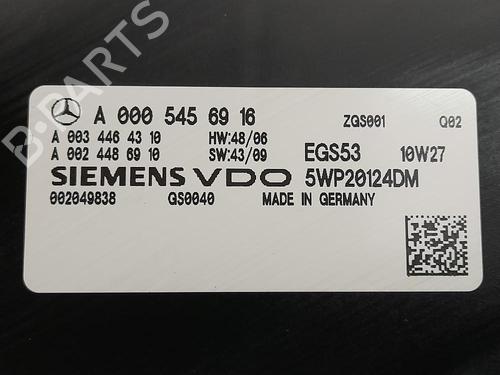 B-PARTS
A 000 545 69 16 ZGS001 Q02
A 003 446 43 10 HW:48/06
A 002 448 69 10 SW:43/09 EGS53 10W27
SIEMENS VDO 5WP20124DM
002049838 GS0040 MADE IN GERMANY